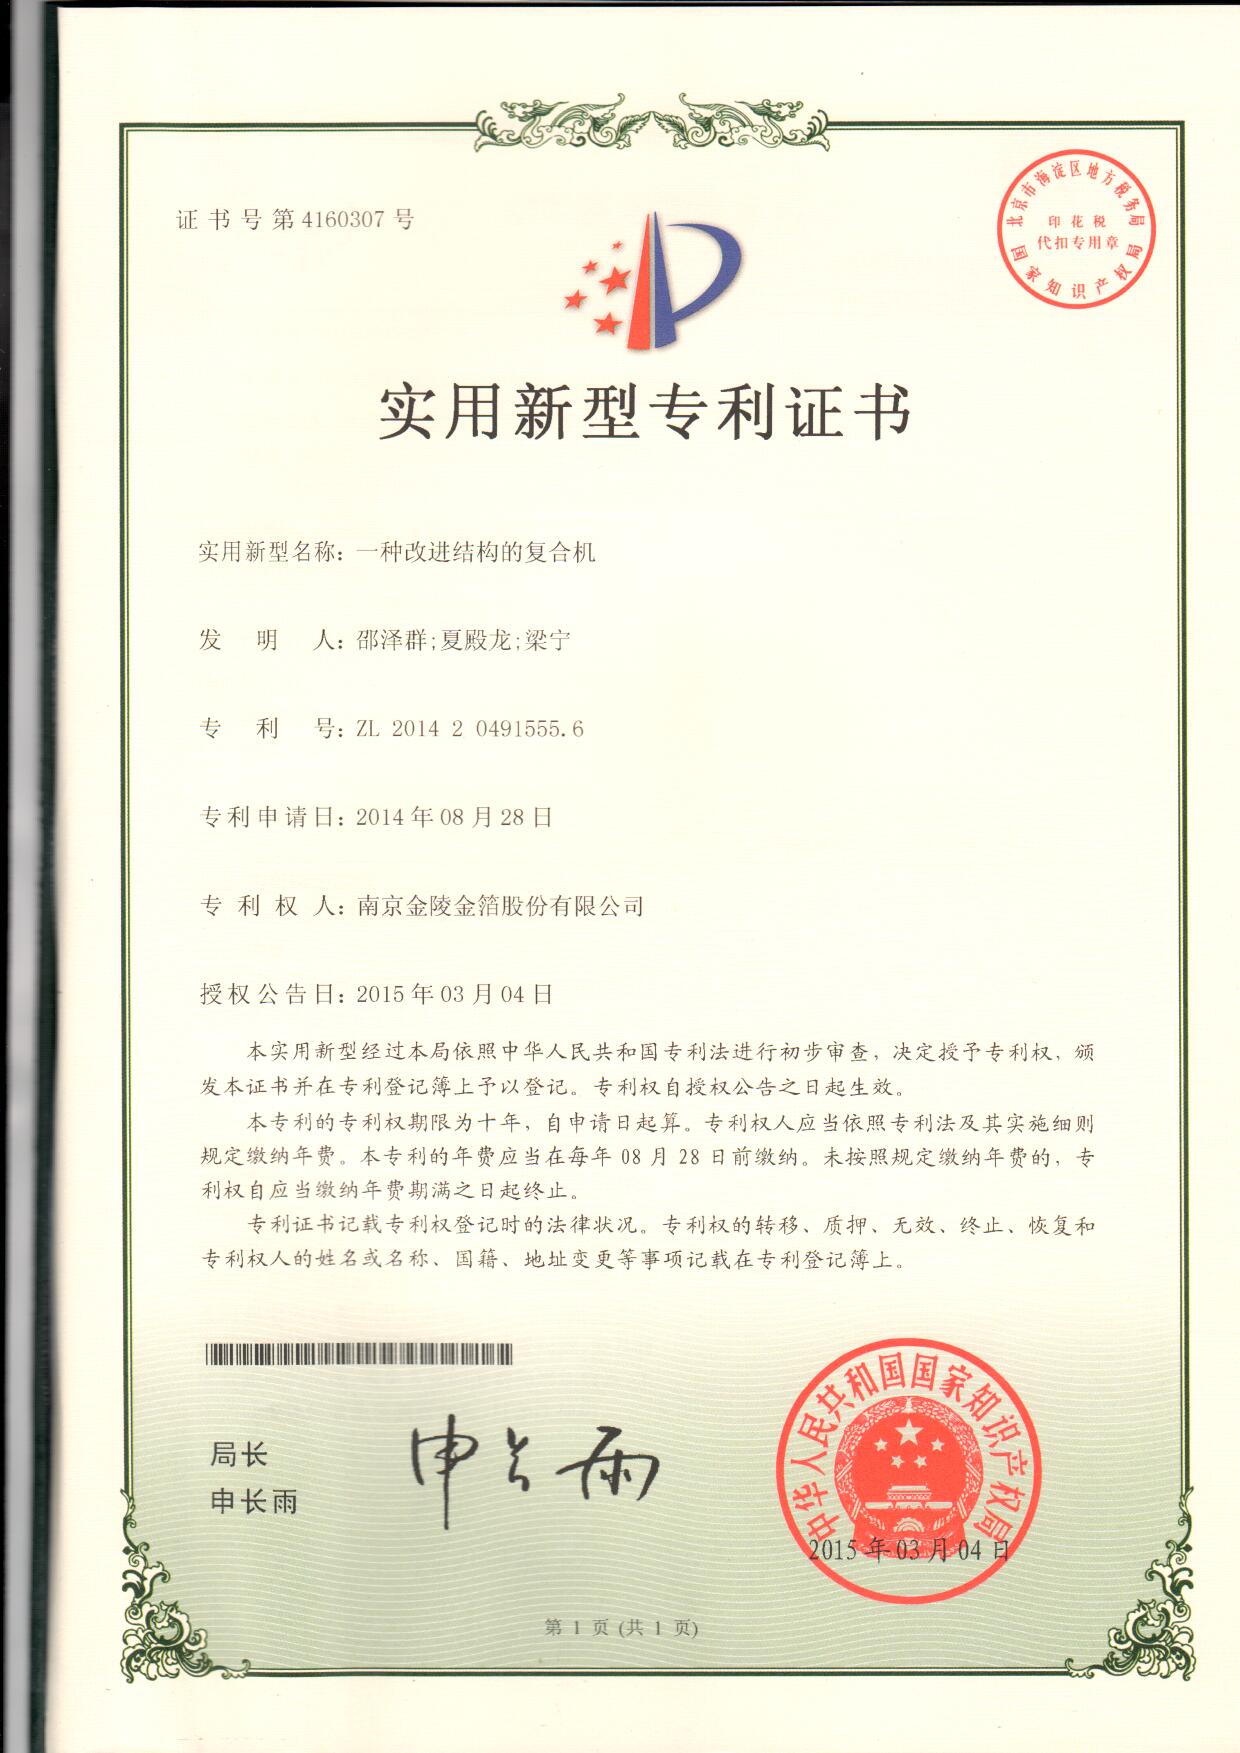 证书号第4160307号
北京市海淀区地方税务局
印花税
代扣专用章
国家知识产权局
实用新型专利证书
实用新型名称：一种改进结构的复合机
发明人：邵泽群;夏殿龙;梁宁
专利号：ZL 2014 2 0491555.6
专利申请日：2014年08月28日
专利权人：南京金陵金箔股份有限公司
授权公告日：2015年03月04日
本实用新型经过本局依照中华人民共和国专利法进行初步审查，决定授予专利权，颁
发本证书并在专利登记簿上予以登记。专利权自授权公告之日起生效。
本专利的专利权期限为十年，自申请日起算。专利权人应当依照专利法及其实施细则
规定缴纳年费。本专利的年费应当在每年08月28日前缴纳。未按照规定缴纳年费的，专
利权自应当缴纳年费期满之日起终止。
专利证书记载专利权登记时的法律状况。专利权的转移、质押、无效、终止、恢复和
专利权人的姓名或名称、国籍、地址变更等事项记载在专利登记簿上。
局长
申长雨
申长雨
中华人民共和国国家知识产权局
2015年03月04日
第1页(共1页)